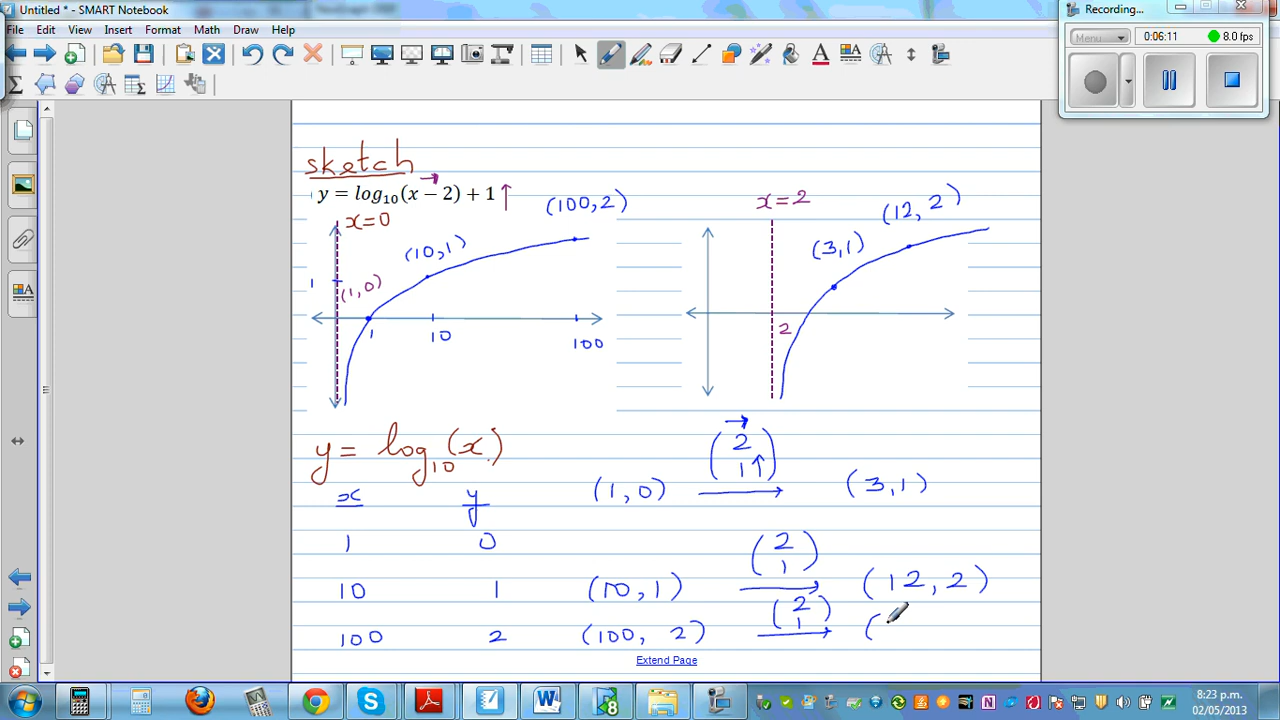 Untitled * - SMART Notebook
File Edit View Insert Format Math Draw Help
Recording...
Menu
0:06:11
8.0 fps
sketch
y = log₁₀(x − 2) + 1 ↑
x=0
(100,2)
(10,1)
1
(1,0)
1
10
100
x=2
(12, 2)
(3,1)
2
y = log₁₀(x)
x y
1 0
10 1
100 2
(1,0) (2 1↑) → (3,1)
(10,1) (2 1) → (12,2)
(100, 2) (2 1) → (
Extend Page
8:23 p.m.
02/05/2013